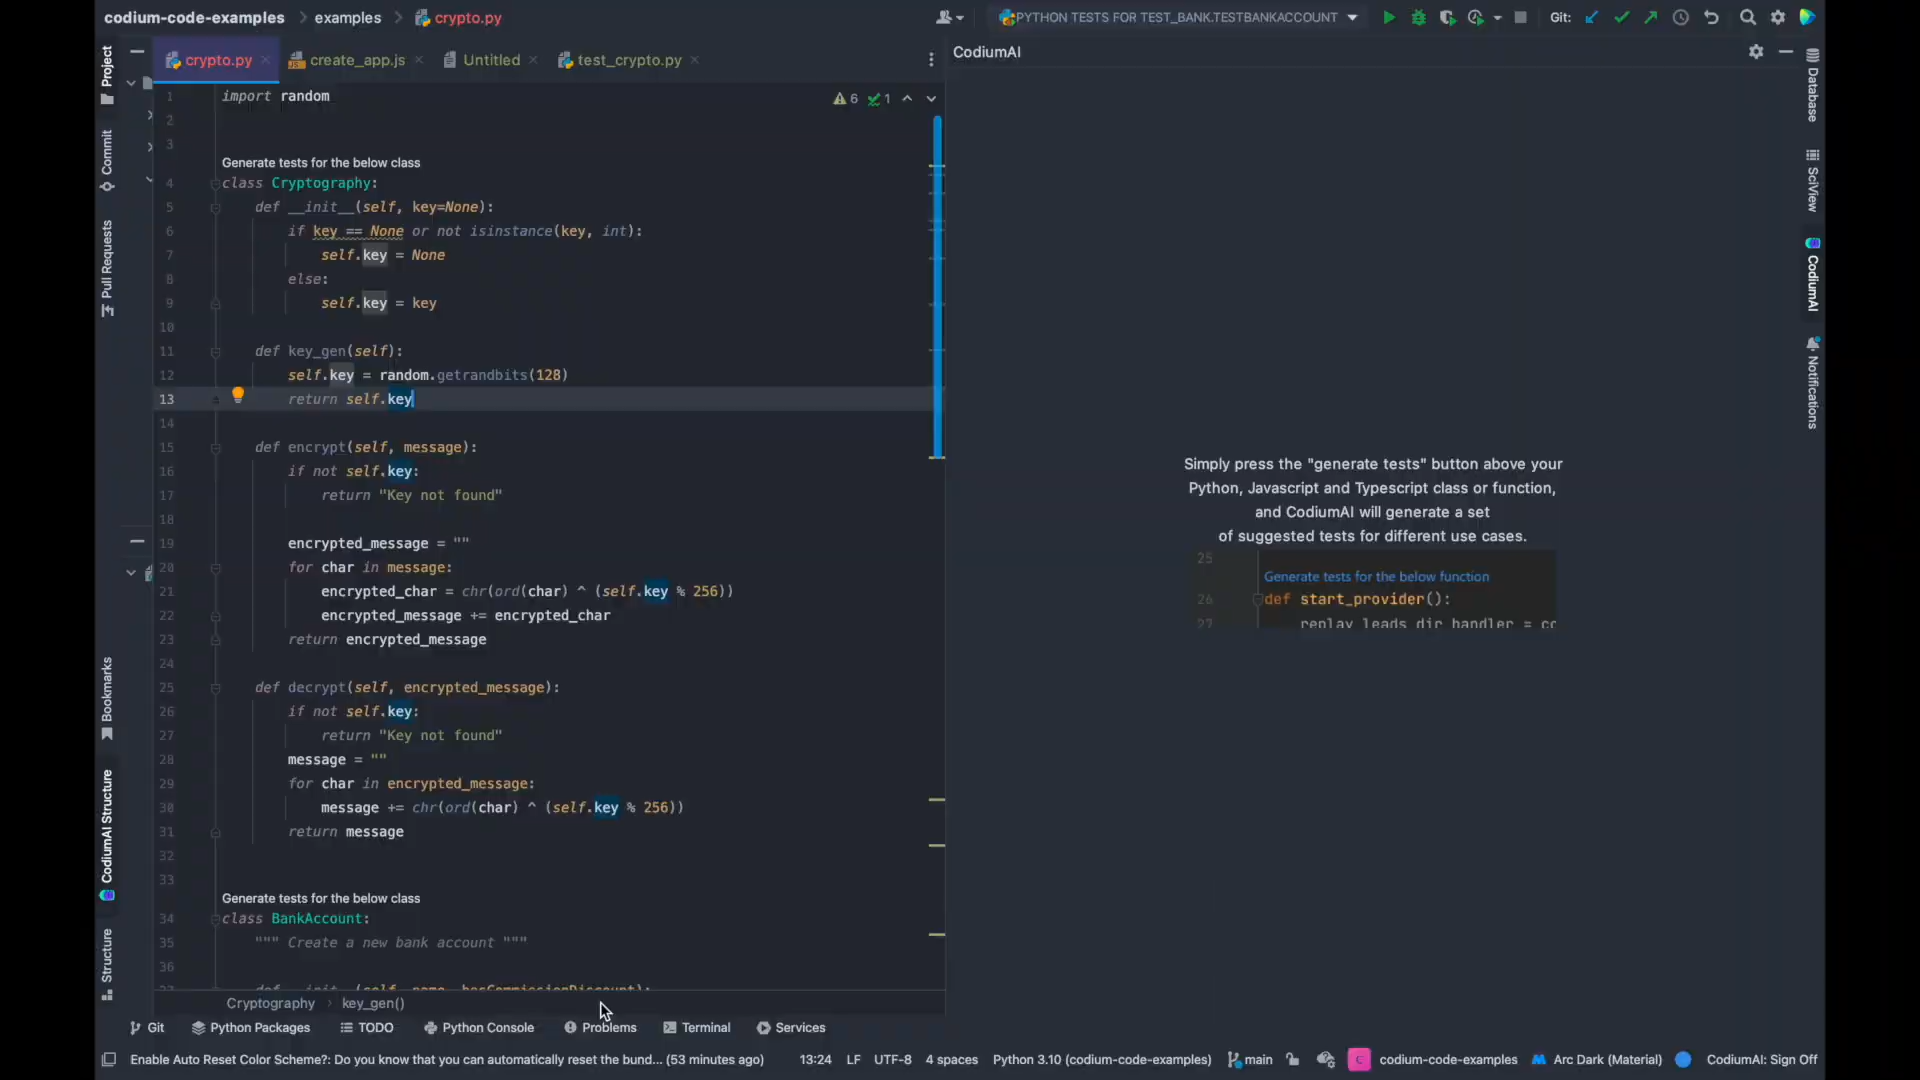 codium-code-examples > examples > crypto.py
PYTHON TESTS FOR TEST_BANK.TESTBANKACCOUNT
Git:
Project
Commit
Pull Requests
Bookmarks
CodiumAI Structure
Structure
crypto.py
create_app.js
Untitled
test_crypto.py
6
1
1 import random
2
3
Generate tests for the below class
4 class Cryptography:
5 def __init__(self, key=None):
6 if key == None or not isinstance(key, int):
7 self.key = None
8 else:
9 self.key = key
10
11 def key_gen(self):
12 self.key = random.getrandbits(128)
13 return self.key
14
15 def encrypt(self, message):
16 if not self.key:
17 return "Key not found"
18
19 encrypted_message = ""
20 for char in message:
21 encrypted_char = chr(ord(char) ^ (self.key % 256))
22 encrypted_message += encrypted_char
23 return encrypted_message
24
25 def decrypt(self, encrypted_message):
26 if not self.key:
27 return "Key not found"
28 message = ""
29 for char in encrypted_message:
30 message += chr(ord(char) ^ (self.key % 256))
31 return message
32
33
Generate tests for the below class
34 class BankAccount:
35 """ Create a new bank account """
36
37 def __init__(self, name, hasCommissionDiscount):
Cryptography > key_gen()
CodiumAI
Simply press the "generate tests" button above your
Python, Javascript and Typescript class or function,
and CodiumAI will generate a set
of suggested tests for different use cases.
25
Generate tests for the below function
26 def start_provider():
27 replay_leads_dir_handler = co
Database
SciView
CodiumAI
Notifications
Git
Python Packages
TODO
Python Console
Problems
Terminal
Services
Enable Auto Reset Color Scheme?: Do you know that you can automatically reset the bund... (53 minutes ago)
13:24
LF
UTF-8
4 spaces
Python 3.10 (codium-code-examples)
main
C
codium-code-examples
Arc Dark (Material)
CodiumAI: Sign Off